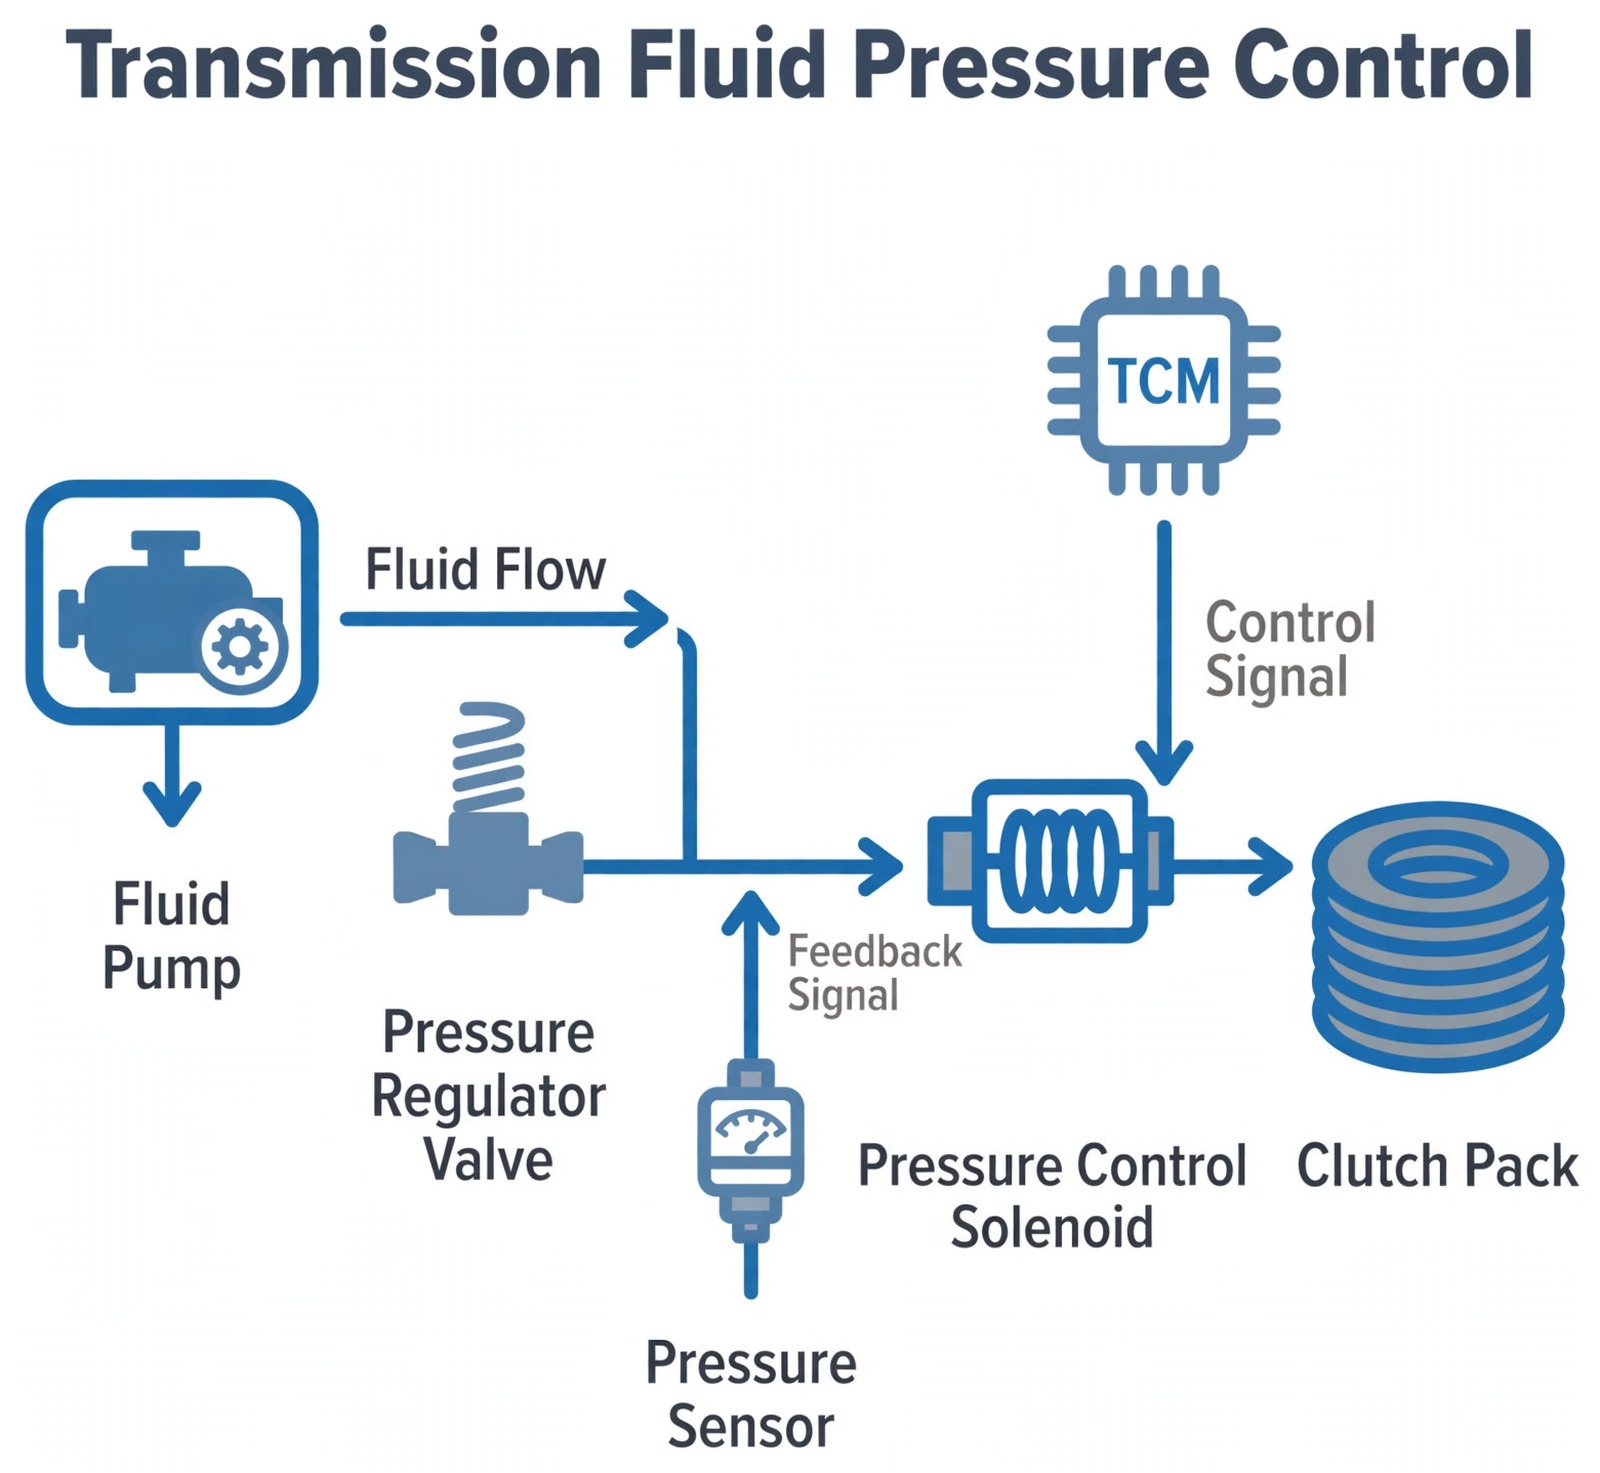 Transmission Fluid Pressure Control
TCM
Fluid Flow
Control
Signal
Fluid
Pump
Feedback
Signal
Pressure
Regulator
Valve
Pressure Control
Solenoid
Clutch Pack
Pressure
Sensor